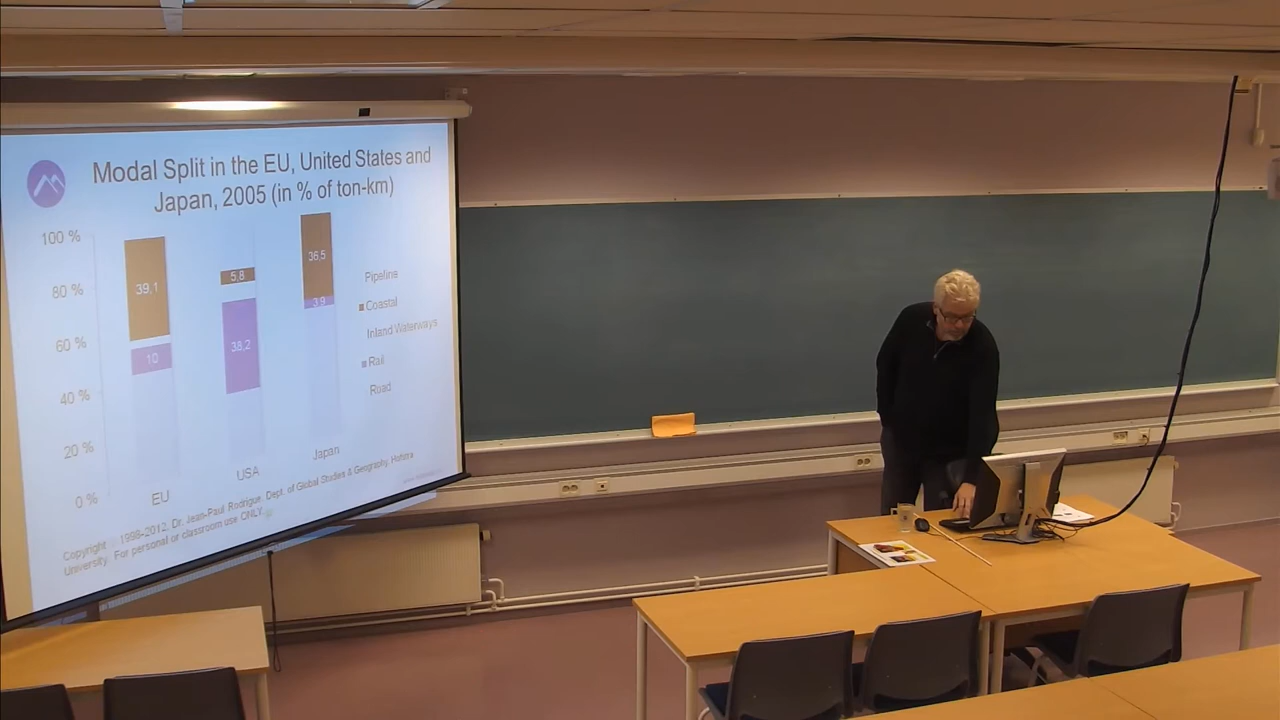 Modal Split in the EU, United States and
Japan, 2005 (in % of ton-km)
100 %
80 %
60 %
40 %
20 %
0 %
39,1
10
5,8
38,2
36,5
3,9
EU
USA
Japan
Pipeline
Coastal
Inland Waterways
Rail
Road
Copyright 1998-2012, Dr. Jean-Paul Rodrigue, Dept. of Global Studies & Geography, Hofstra
University. For personal or classroom use ONLY.